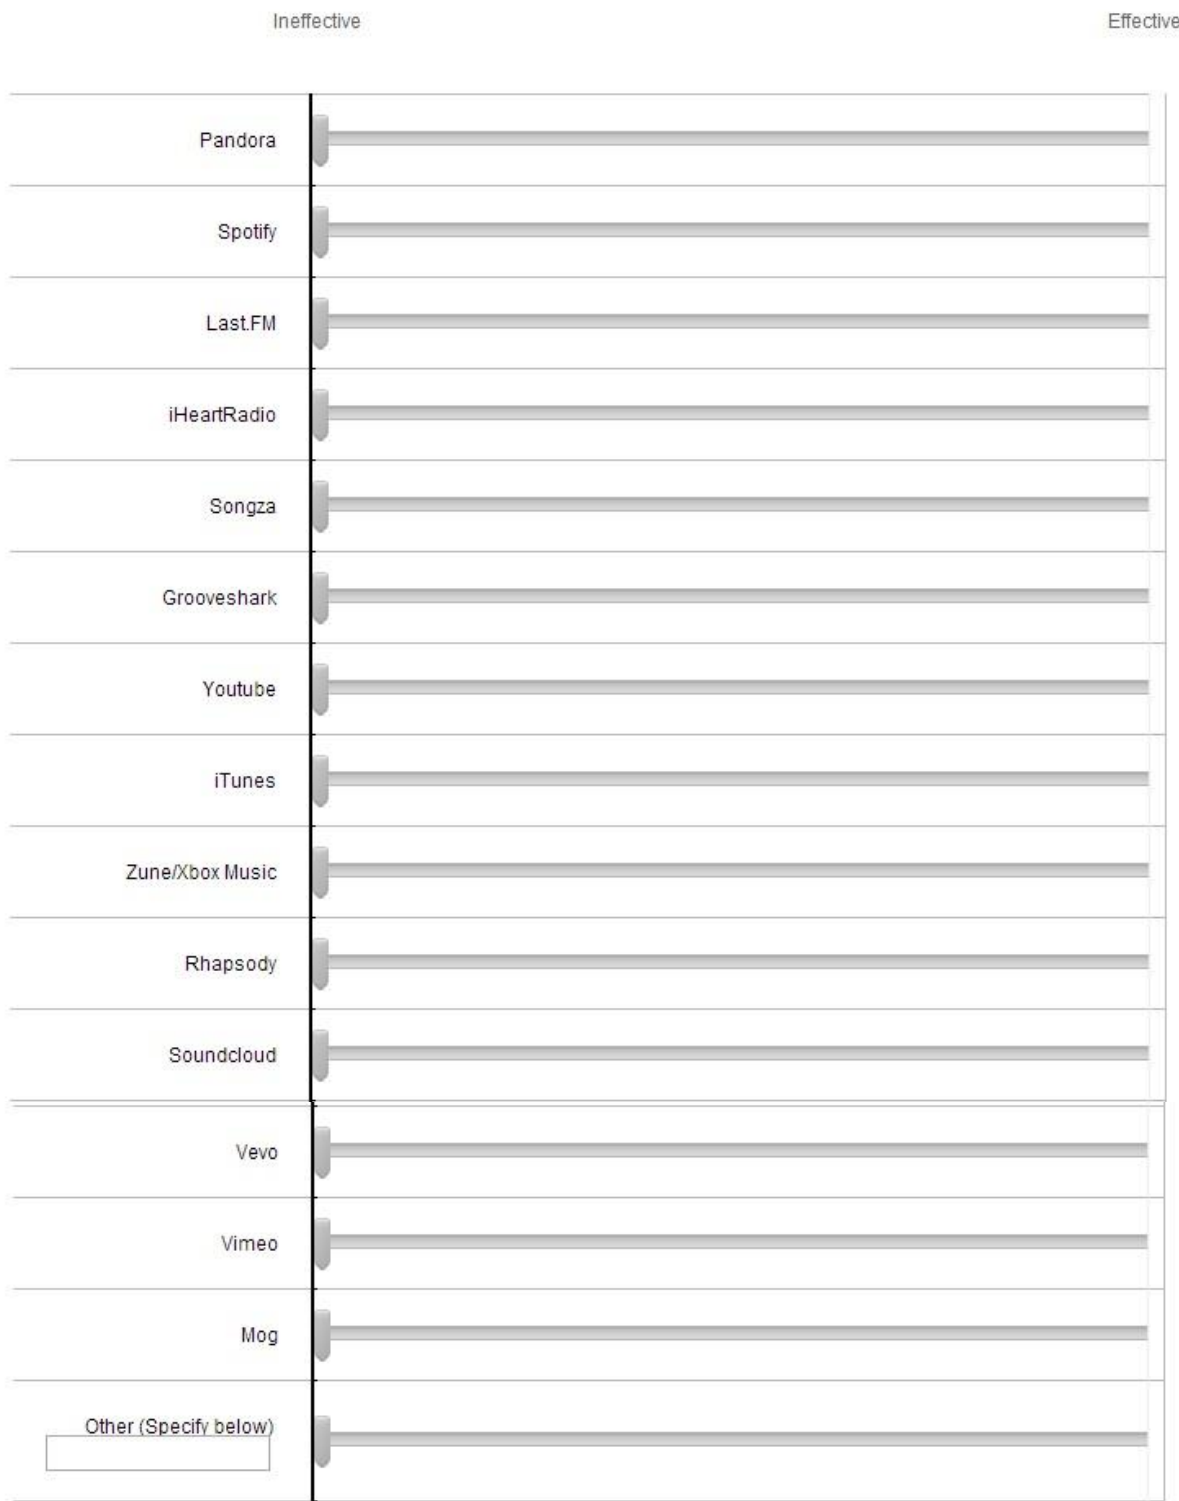 Ineffective Effective
Pandora
Spotify
Last.FM
iHeartRadio
Songza
Grooveshark
Youtube
iTunes
Zune/Xbox Music
Rhapsody
Soundcloud
Vevo
Vimeo
Mog
Other (Specify below)